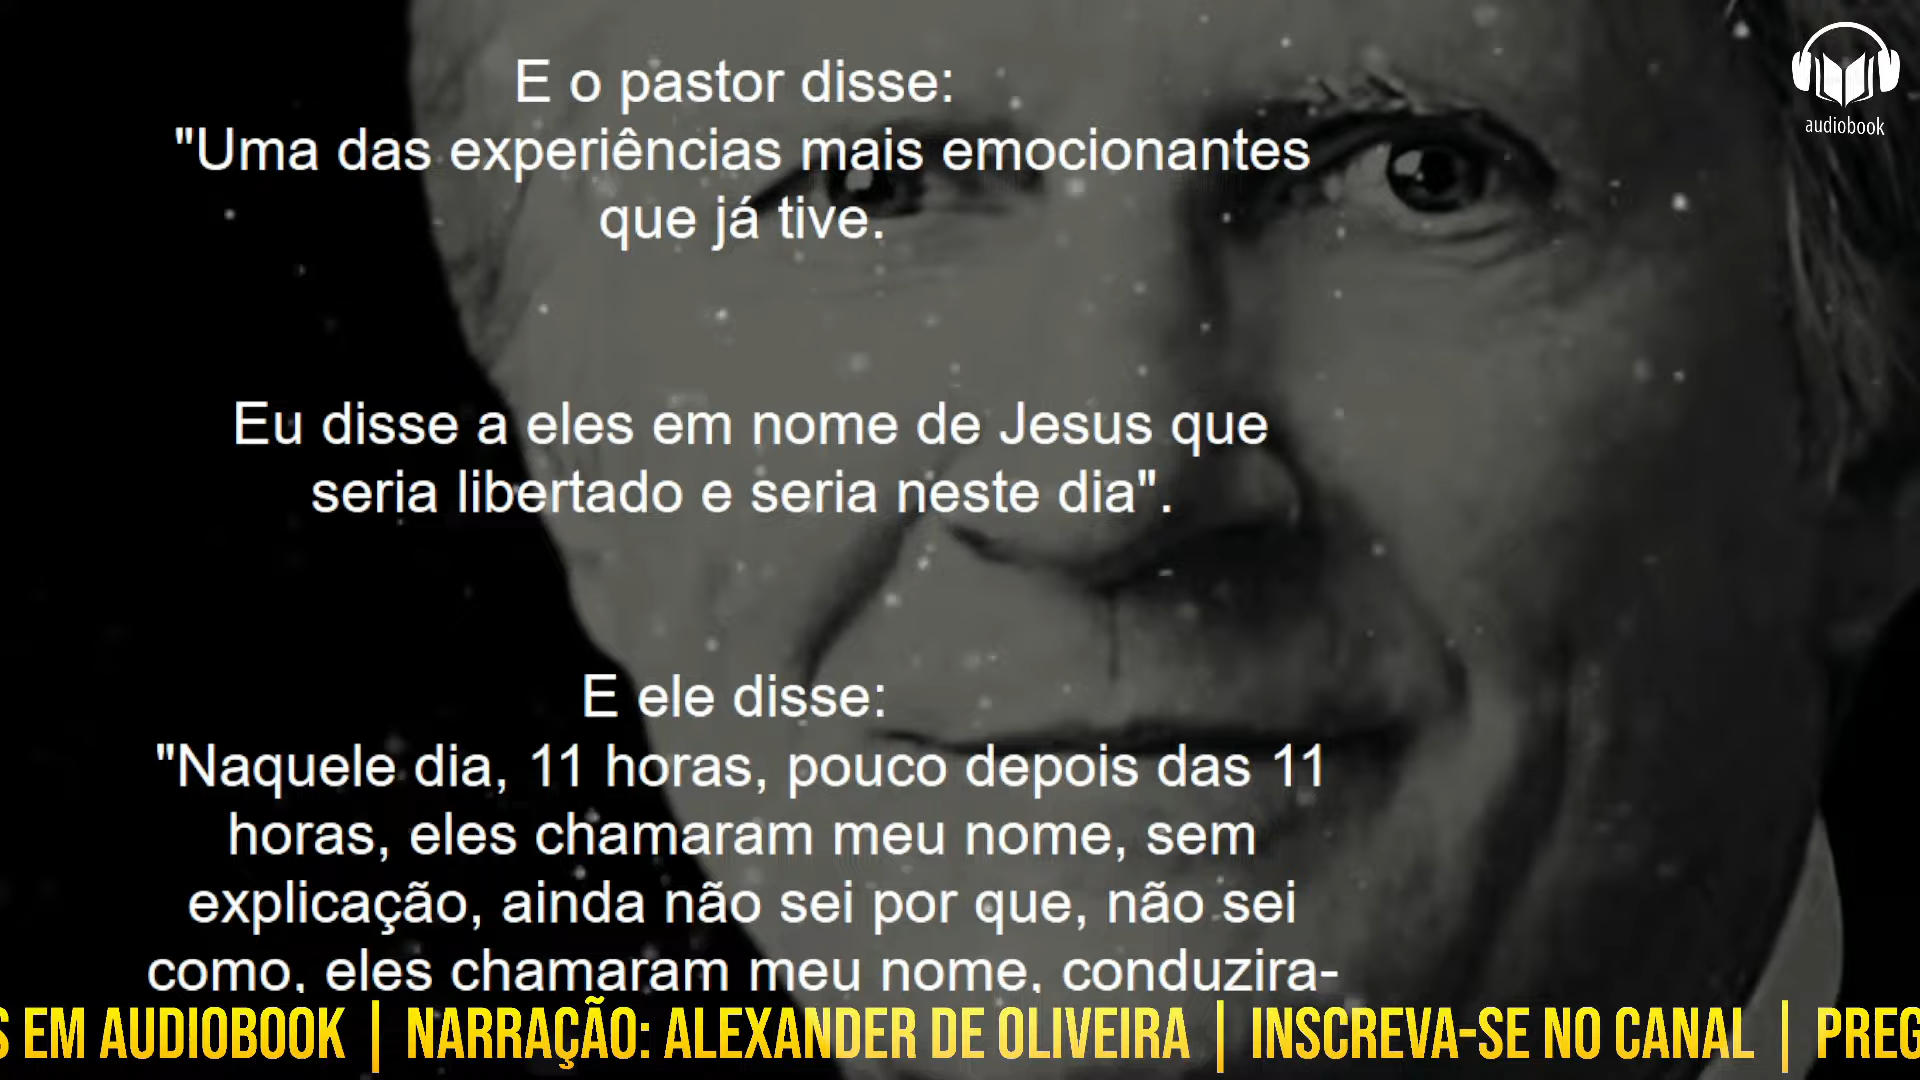 audiobook
E o pastor disse:
"Uma das experiências mais emocionantes
que já tive.
Eu disse a eles em nome de Jesus que
seria libertado e seria neste dia".
E ele disse:
"Naquele dia, 11 horas, pouco depois das 11
horas, eles chamaram meu nome, sem
explicação, ainda não sei por que, não sei
como, eles chamaram meu nome, conduzira-
S EM AUDIOBOOK | NARRAÇÃO: ALEXANDER DE OLIVEIRA | INSCREVA-SE NO CANAL | PREG